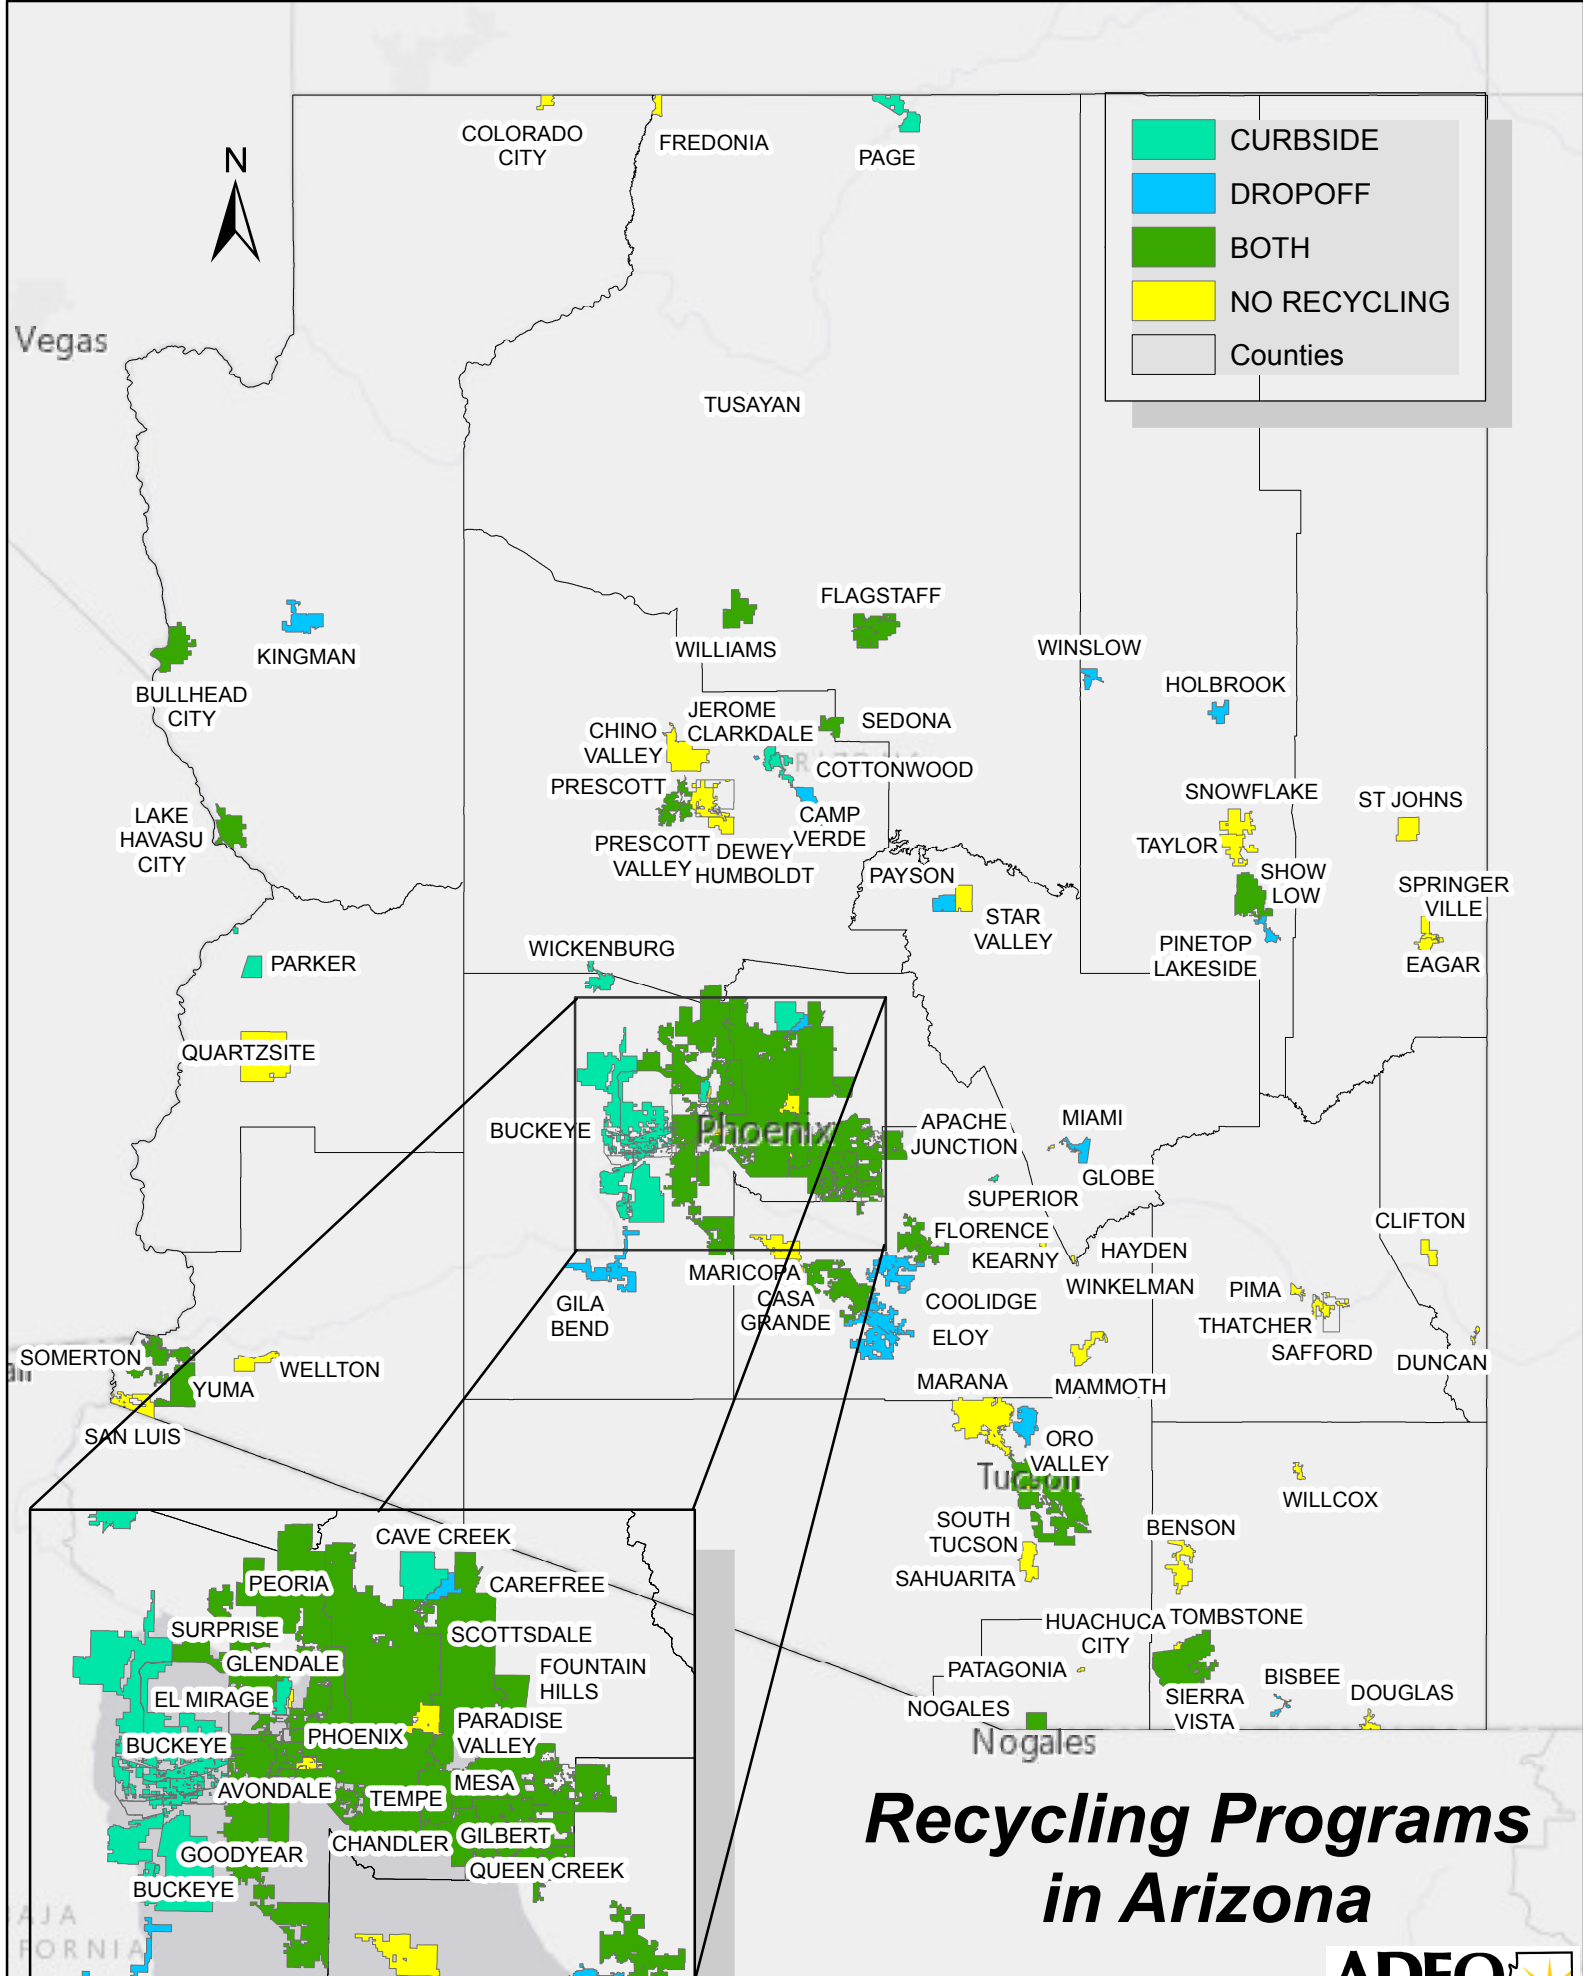 COLORADO
CITY
FREDONIA
PAGE
N
CURBSIDE
DROPOFF
BOTH
NO RECYCLING
Counties
Vegas
TUSAYAN
FLAGSTAFF
WILLIAMS
KINGMAN
BULLHEAD
CITY
WINSLOW
HOLBROOK
JEROME
CLARKDALE
SEDONA
CHINO
VALLEY
COTTONWOOD
PRESCOTT
CAMP
VERDE
PRESCOTT
VALLEY
DEWEY
HUMBOLDT
LAKE
HAVASU
CITY
SNOWFLAKE
ST JOHNS
TAYLOR
SHOW
LOW
PAYSON
STAR
VALLEY
SPRINGER
VILLE
PINETOP
LAKESIDE
EAGAR
WICKENBURG
PARKER
QUARTZSITE
BUCKEYE
Phoenix
APACHE
JUNCTION
MIAMI
GLOBE
SUPERIOR
FLORENCE
KEARNY
HAYDEN
WINKELMAN
CLIFTON
MARICOPA
CASA
GRANDE
GILA
BEND
COOLIDGE
ELOY
PIMA
THATCHER
SAFFORD
DUNCAN
SOMERTON
YUMA
WELLTON
SAN LUIS
MARANA
MAMMOTH
ORO
VALLEY
Tucson
SOUTH
TUCSON
SAHUARITA
WILLCOX
BENSON
HUACHUCA
CITY
TOMBSTONE
PATAGONIA
NOGALES
SIERRA
VISTA
BISBEE
DOUGLAS
Nogales
CAVE CREEK
PEORIA
CAREFREE
SURPRISE
SCOTTSDALE
GLENDALE
FOUNTAIN
HILLS
EL MIRAGE
PHOENIX
PARADISE
VALLEY
BUCKEYE
AVONDALE
TEMPE
MESA
CHANDLER
GILBERT
GOODYEAR
QUEEN CREEK
BUCKEYE
Recycling Programs
in Arizona
ADEQ